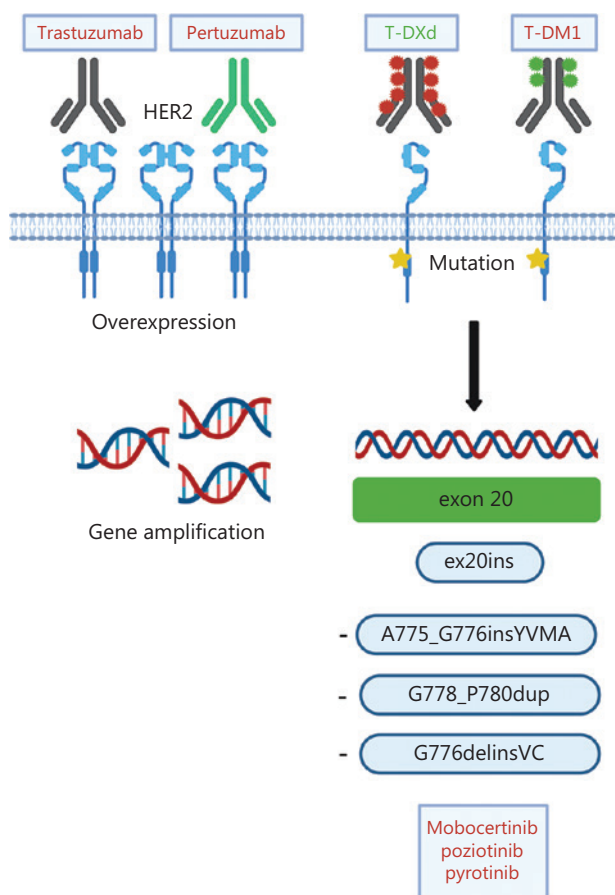 Trastuzumab
Pertuzumab
T-DXd
T-DM1
HER2
Mutation
Overexpression
Gene amplification
exon 20
ex20ins
- A775_G776insYVMA
- G778_P780dup
- G776delinsVC
Mobocertinib
poziotinib
pyrotinib